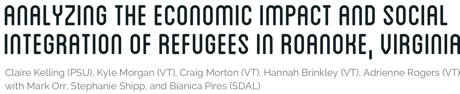 ANALYZING THE ECONOMIC IMPACT AND SOCIAL
INTEGRATION OF REFUGEES IN ROANOKE, VIRGINIA
Claire Kelling (PSU), Kyle Morgan (VT), Craig Morton (VT), Hannah Brinkley (VT), Adrienne Rogers (VT)
with Mark Orr, Stephanie Shipp, and Bianica Pires (SDAL)